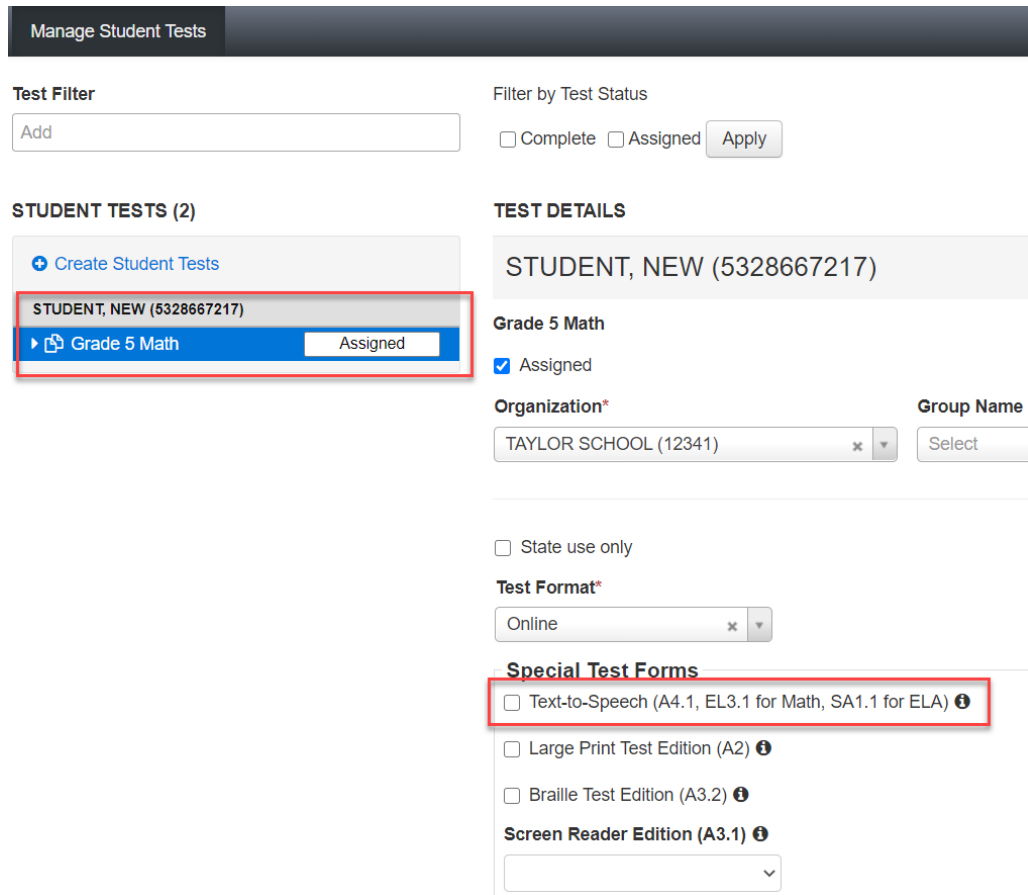 Manage Student Tests
Test Filter
Add
Filter by Test Status
Complete Assigned Apply
STUDENT TESTS (2)
Create Student Tests
STUDENT, NEW (5328667217)
Grade 5 Math Assigned
TEST DETAILS
STUDENT, NEW (5328667217)
Grade 5 Math
Assigned
Organization* Group Name
TAYLOR SCHOOL (12341) Select
State use only
Test Format*
Online
Special Test Forms
Text-to-Speech (A4.1, EL3.1 for Math, SA1.1 for ELA)
Large Print Test Edition (A2)
Braille Test Edition (A3.2)
Screen Reader Edition (A3.1)